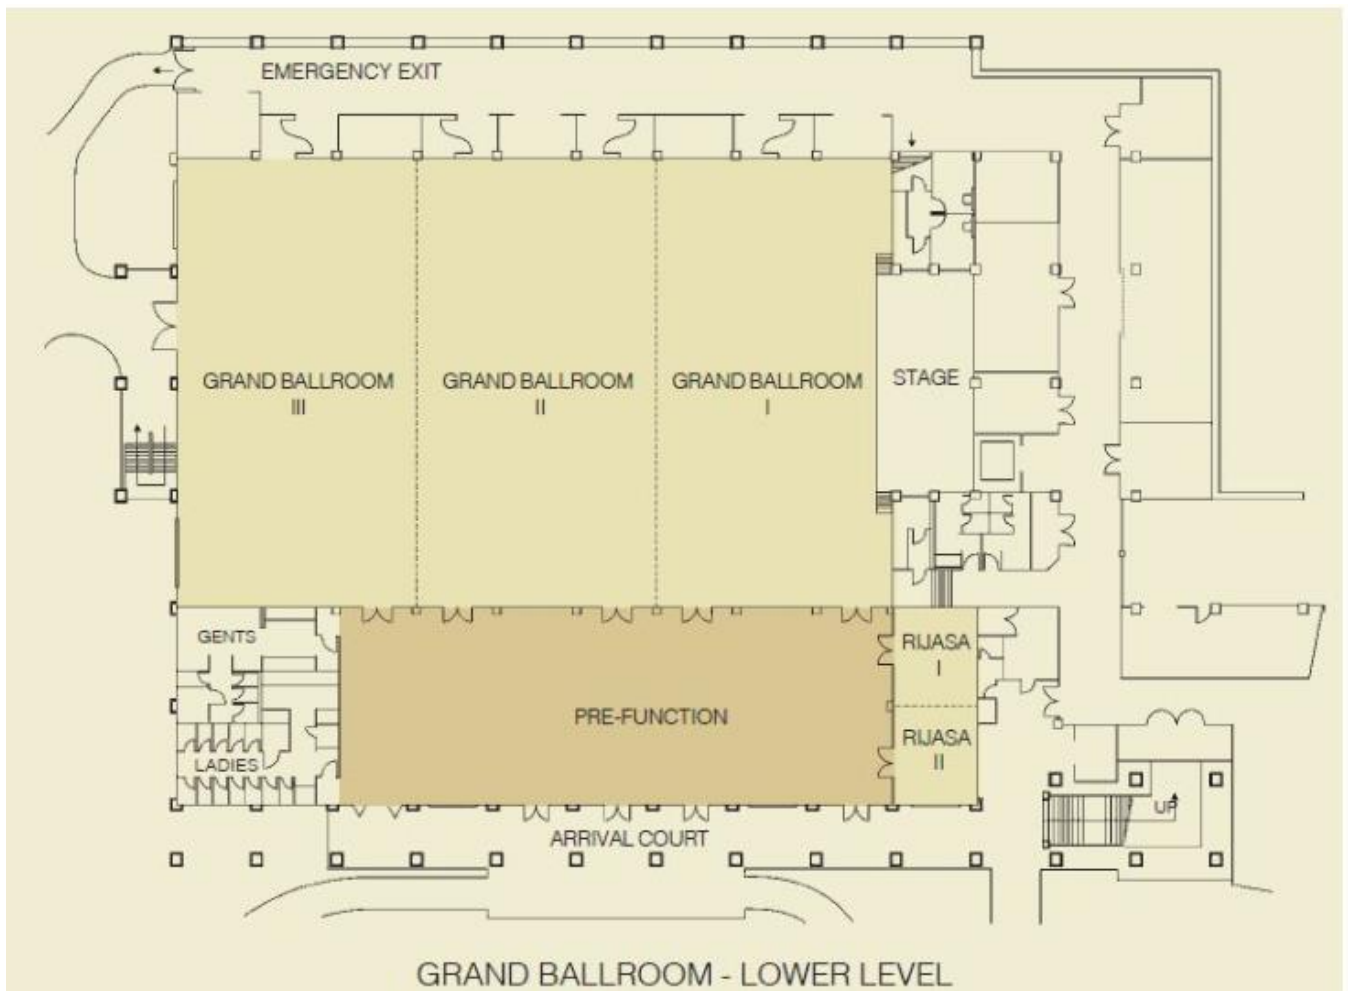 EMERGENCY EXIT
GRAND BALLROOM
III
GRAND BALLROOM
II
GRAND BALLROOM
I
STAGE
GENTS
LADIES
PRE-FUNCTION
RIJASA
I
RIJASA
II
UP
ARRIVAL COURT
GRAND BALLROOM - LOWER LEVEL